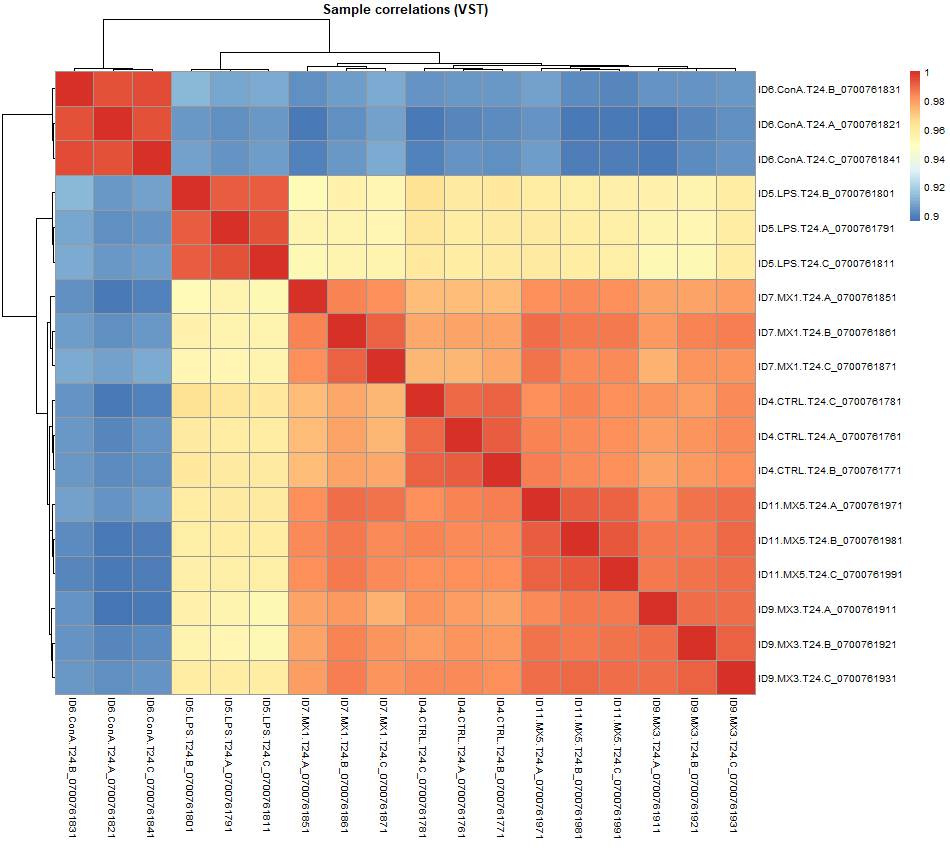 Sample correlations (VST)
1
0.98
0.96
0.94
0.92
0.9
ID6.ConA.T24.B_0700761831
ID6.ConA.T24.A_0700761821
ID6.ConA.T24.C_0700761841
ID5.LPS.T24.B_0700761801
ID5.LPS.T24.A_0700761791
ID5.LPS.T24.C_0700761811
ID7.MX1.T24.A_0700761851
ID7.MX1.T24.B_0700761861
ID7.MX1.T24.C_0700761871
ID4.CTRL.T24.C_0700761781
ID4.CTRL.T24.A_0700761761
ID4.CTRL.T24.B_0700761771
ID11.MX5.T24.A_0700761971
ID11.MX5.T24.B_0700761981
ID11.MX5.T24.C_0700761991
ID9.MX3.T24.A_0700761911
ID9.MX3.T24.B_0700761921
ID9.MX3.T24.C_0700761931
ID6.ConA.T24.B_0700761831
ID6.ConA.T24.A_0700761821
ID6.ConA.T24.C_0700761841
ID5.LPS.T24.B_0700761801
ID5.LPS.T24.A_0700761791
ID5.LPS.T24.C_0700761811
ID7.MX1.T24.A_0700761851
ID7.MX1.T24.B_0700761861
ID7.MX1.T24.C_0700761871
ID4.CTRL.T24.C_0700761781
ID4.CTRL.T24.A_0700761761
ID4.CTRL.T24.B_0700761771
ID11.MX5.T24.A_0700761971
ID11.MX5.T24.B_0700761981
ID11.MX5.T24.C_0700761991
ID9.MX3.T24.A_0700761911
ID9.MX3.T24.B_0700761921
ID9.MX3.T24.C_0700761931